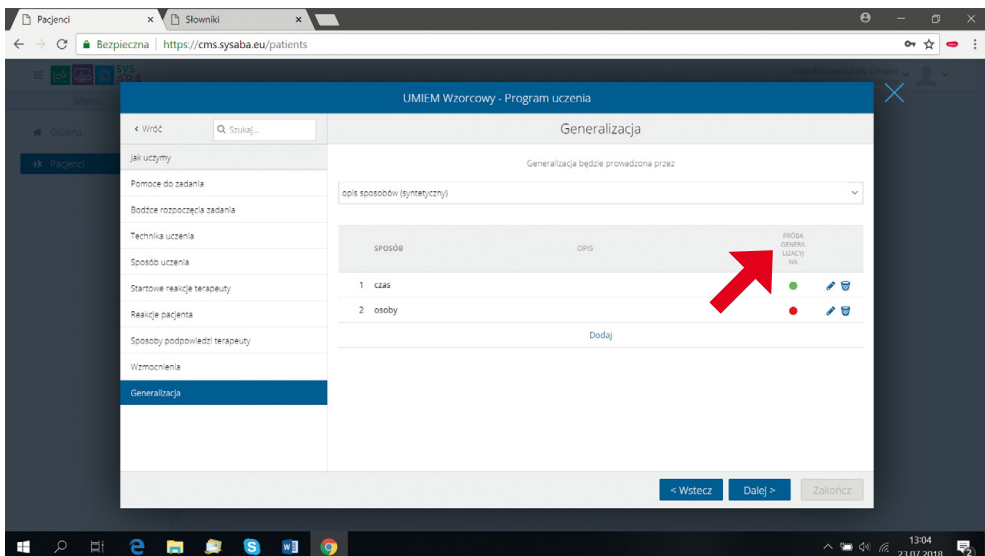 Pacjenci
Słowniki
Bezpieczna | https://cms.sysaba.eu/patients
SYS
ABA
Menu
UMIEM Wzorcowy - Program uczenia
Główna
Pacjenci
< Wróć
Szukaj...
Generalizacja
Jak uczymy
Pomoce do zadania
Bodźce rozpoczęcia zadania
Technika uczenia
Sposób uczenia
Startowe reakcje terapeuty
Reakcje pacjenta
Sposoby podpowiedzi terapeuty
Wzmocnienia
Generalizacja
Generalizacja będzie prowadzona przez
opis sposobów (syntetyczny)
SPOSÓB
OPIS
PRÓBA
GENERA
LIZACYJ
NA
1 czas
2 osoby
Dodaj
< Wstecz
Dalej >
Zakończ
13:04
23.07.2018